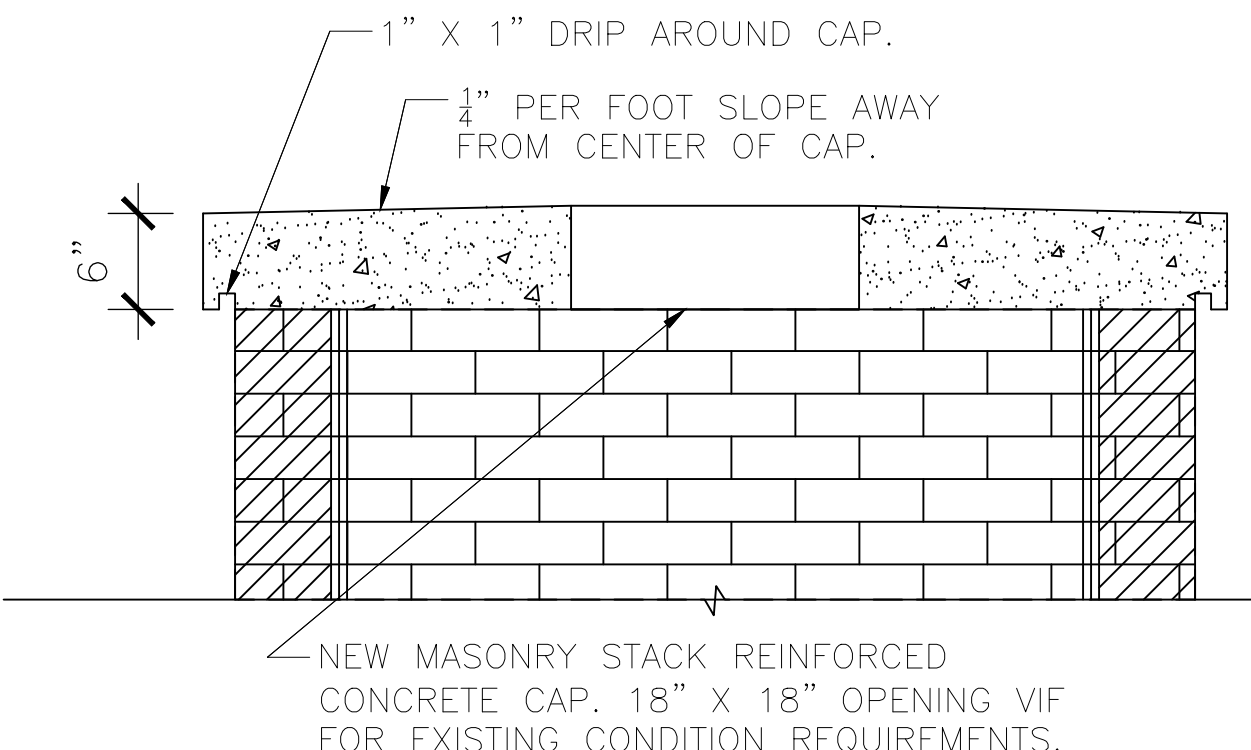 1” X 1” DRIP AROUND CAP.
1/4” PER FOOT SLOPE AWAY
FROM CENTER OF CAP.
6”
NEW MASONRY STACK REINFORCED
CONCRETE CAP. 18” X 18” OPENING VIF
FOR EXISTING CONDITION REQUIREMENTS.